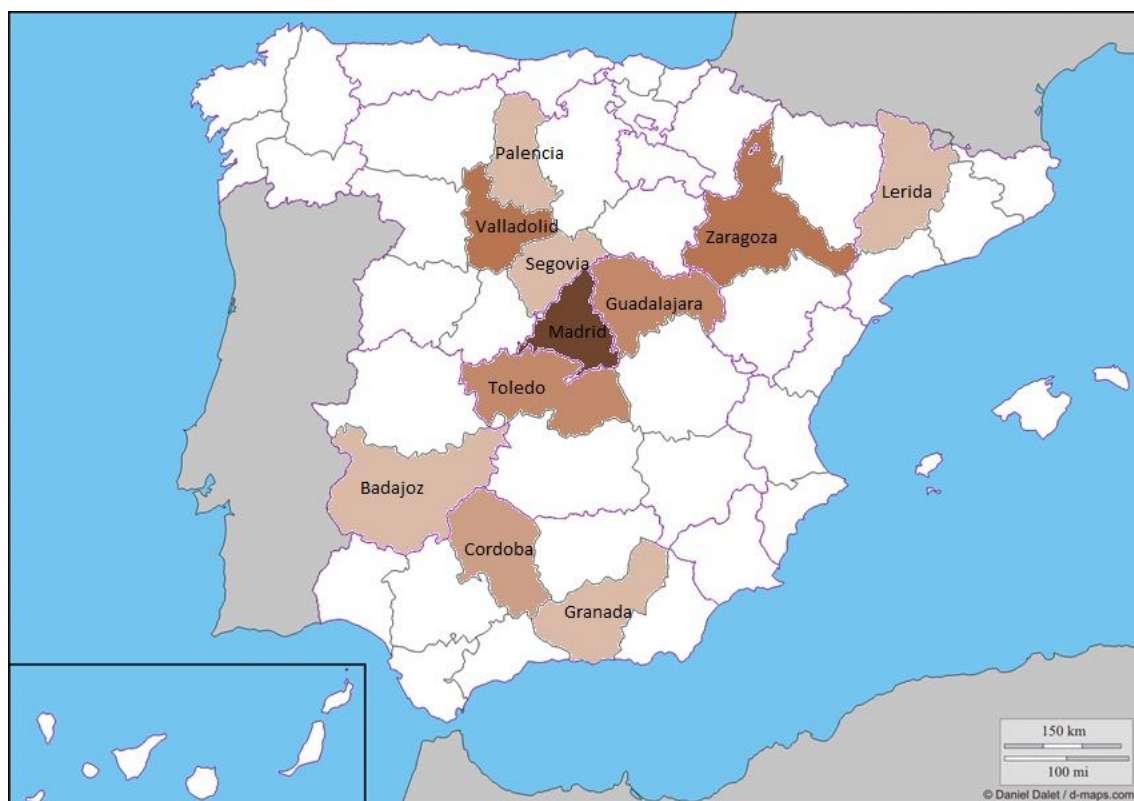 Palencia
Lerida
Valladolid
Zaragoza
Segovia
Guadalajara
Madrid
Toledo
Badajoz
Cordoba
Granada
150 km
100 mi
© Daniel Dalet / d-maps.com